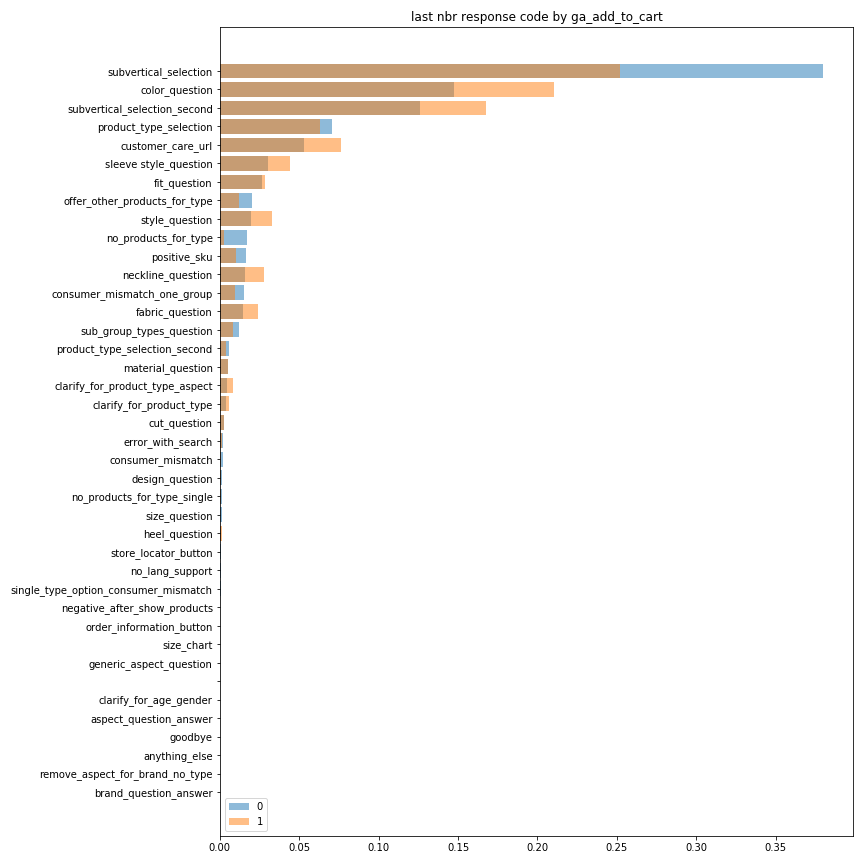 last nbr response code by ga_add_to_cart
subvertical_selection
color_question
subvertical_selection_second
product_type_selection
customer_care_url
sleeve style_question
fit_question
offer_other_products_for_type
style_question
no_products_for_type
positive_sku
neckline_question
consumer_mismatch_one_group
fabric_question
sub_group_types_question
product_type_selection_second
material_question
clarify_for_product_type_aspect
clarify_for_product_type
cut_question
error_with_search
consumer_mismatch
design_question
no_products_for_type_single
size_question
heel_question
store_locator_button
no_lang_support
single_type_option_consumer_mismatch
negative_after_show_products
order_information_button
size_chart
generic_aspect_question
clarify_for_age_gender
aspect_question_answer
goodbye
anything_else
remove_aspect_for_brand_no_type
brand_question_answer
0
1
0.00 0.05 0.10 0.15 0.20 0.25 0.30 0.35